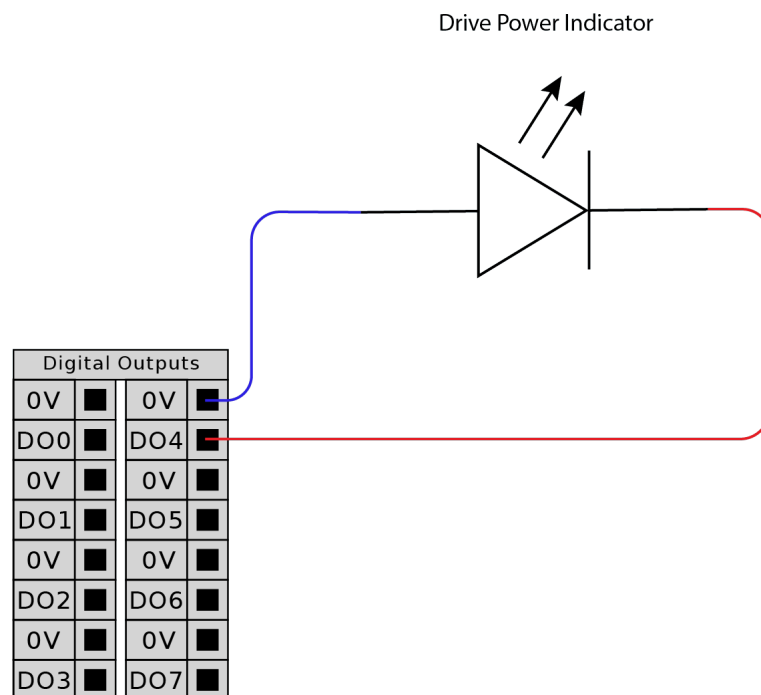 Drive Power Indicator
Digital Outputs
0V 0V
DO0 DO4
0V 0V
DO1 DO5
0V 0V
DO2 DO6
0V 0V
DO3 DO7